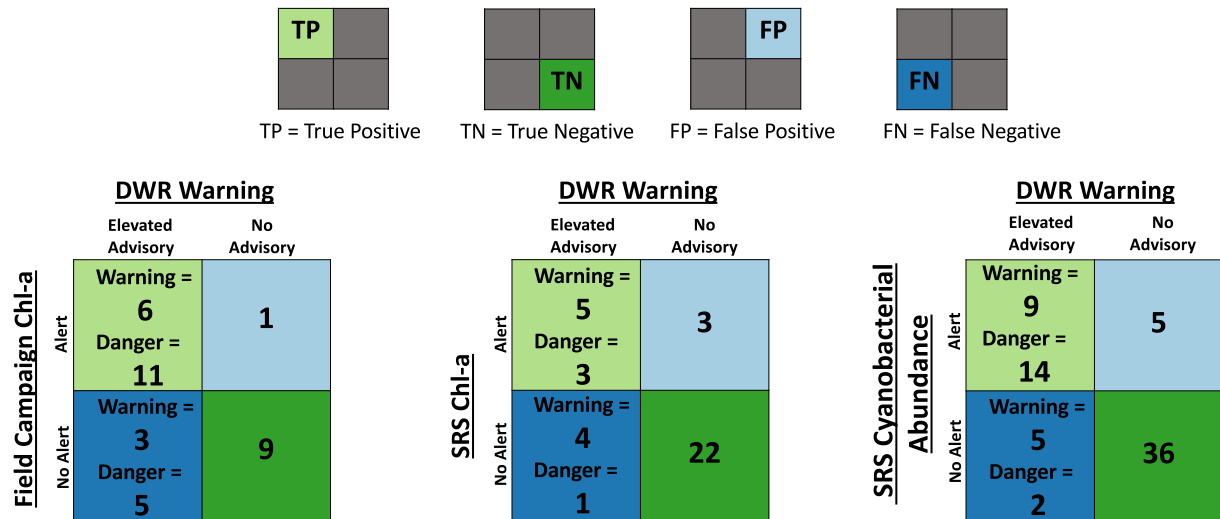 TP
FP
TN
FN
TP = True Positive
TN = True Negative
FP = False Positive
FN = False Negative
DWR Warning
Elevated
Advisory
No
Advisory
Field Campaign Chl-a
Alert
No Alert
Warning =
6
Danger =
11
1
Warning =
3
Danger =
5
9
DWR Warning
Elevated
Advisory
No
Advisory
SRS Chl-a
Alert
No Alert
Warning =
5
Danger =
3
3
Warning =
4
Danger =
1
22
DWR Warning
Elevated
Advisory
No
Advisory
SRS Cyanobacterial
Abundance
Alert
No Alert
Warning =
9
Danger =
14
5
Warning =
5
Danger =
2
36